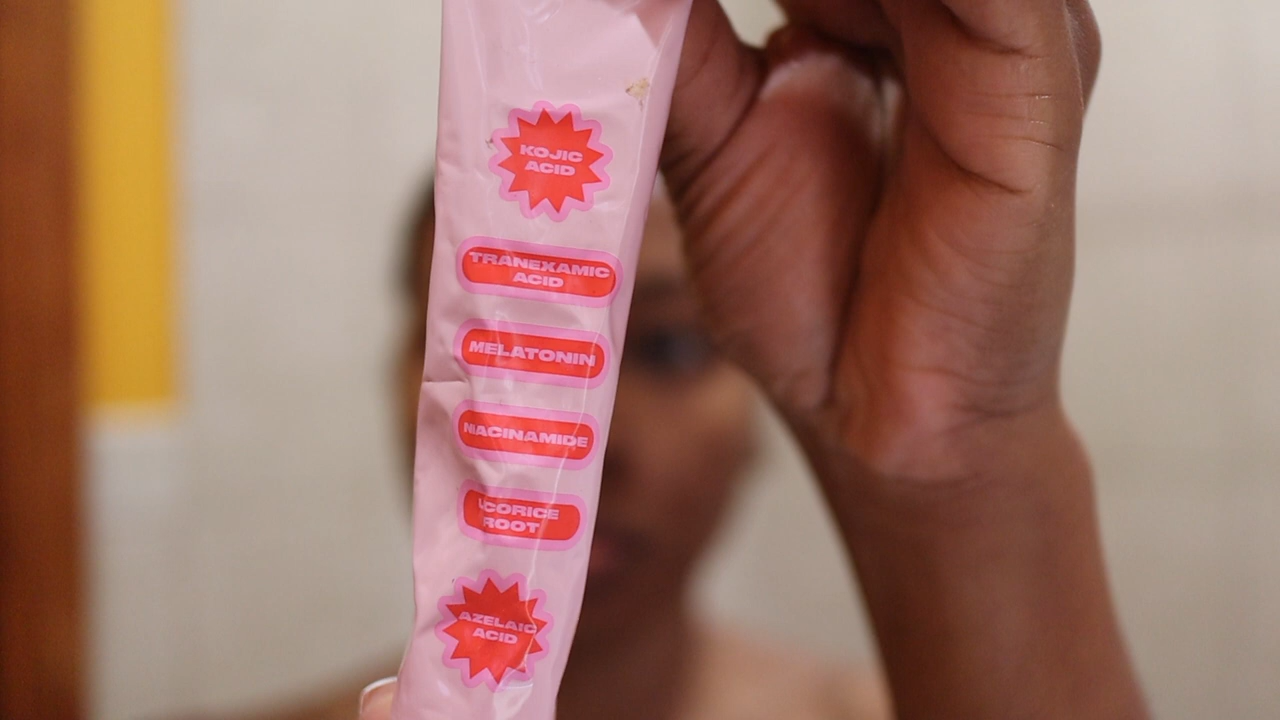 KOJIC
ACID
TRANEXAMIC
ACID
MELATONIN
NIACINAMIDE
LICORICE
ROOT
AZELAIC
ACID